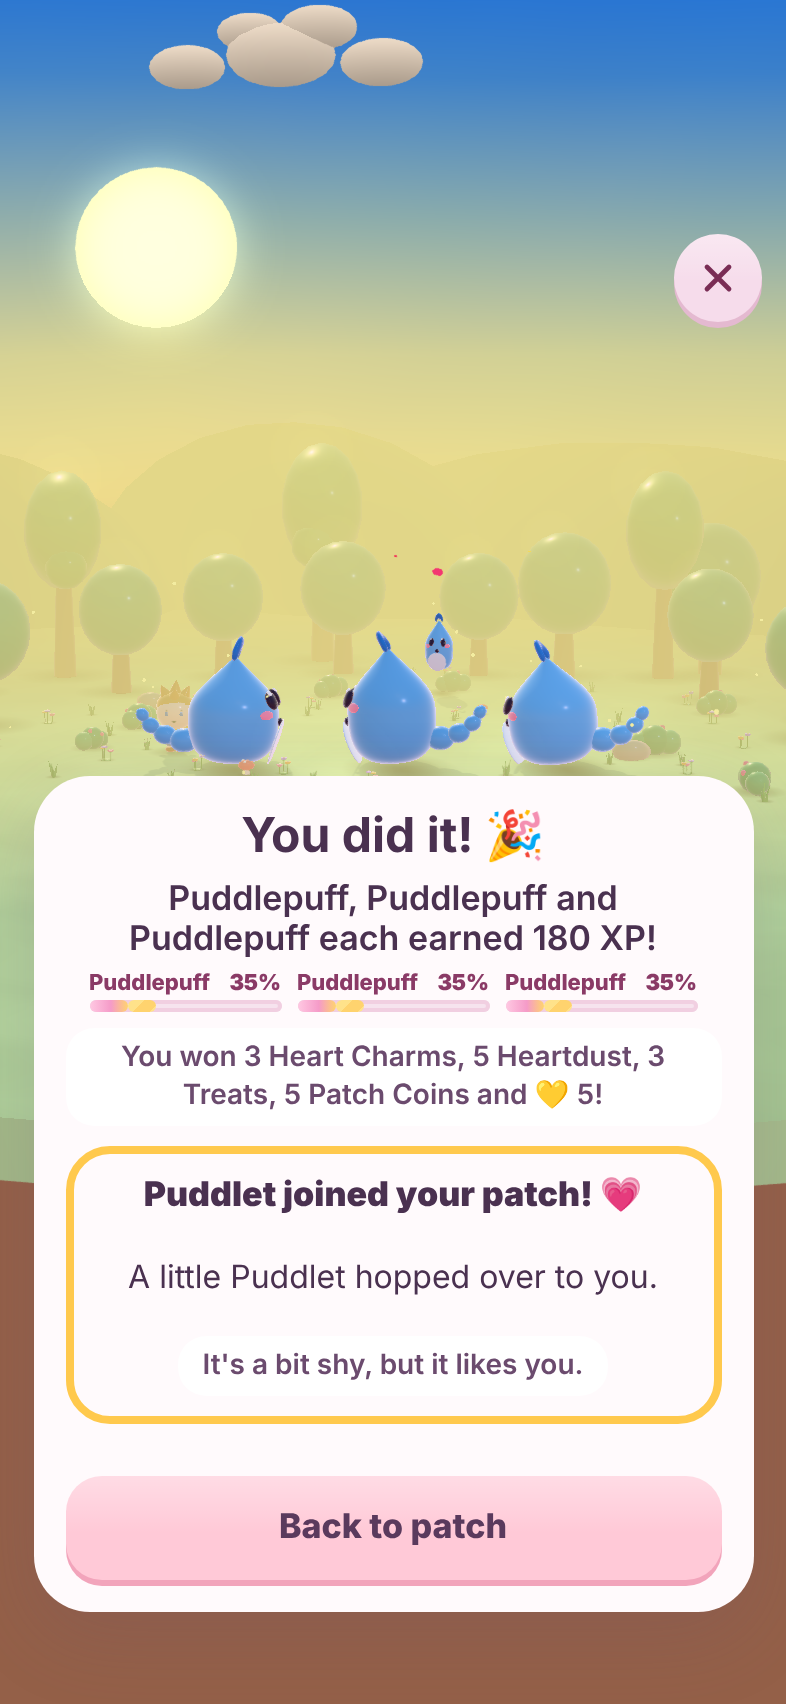 You did it! 🎉
Puddlepuff, Puddlepuff and
Puddlepuff each earned 180 XP!
Puddlepuff 35% Puddlepuff 35% Puddlepuff 35%
You won 3 Heart Charms, 5 Heartdust, 3
Treats, 5 Patch Coins and 💛 5!
Puddlet joined your patch! 💗
A little Puddlet hopped over to you.
It's a bit shy, but it likes you.
Back to patch